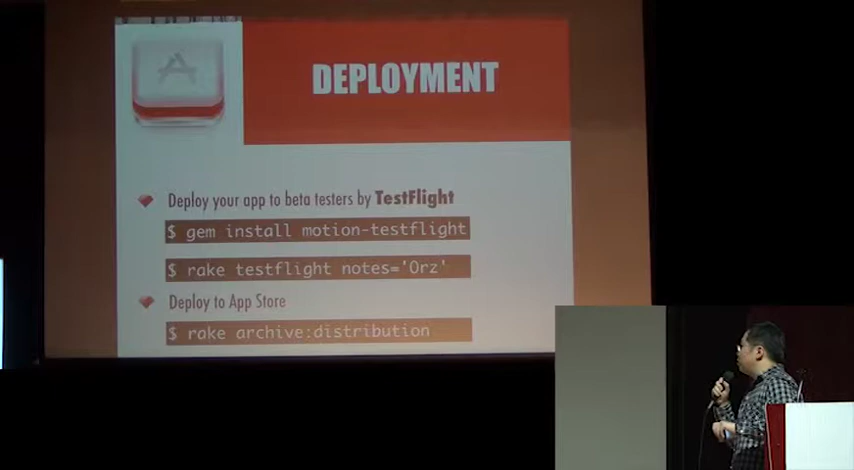 DEPLOYMENT
Deploy your app to beta testers by TestFlight
$ gem install motion-testflight
$ rake testflight notes='Orz'
Deploy to App Store
$ rake archive:distribution